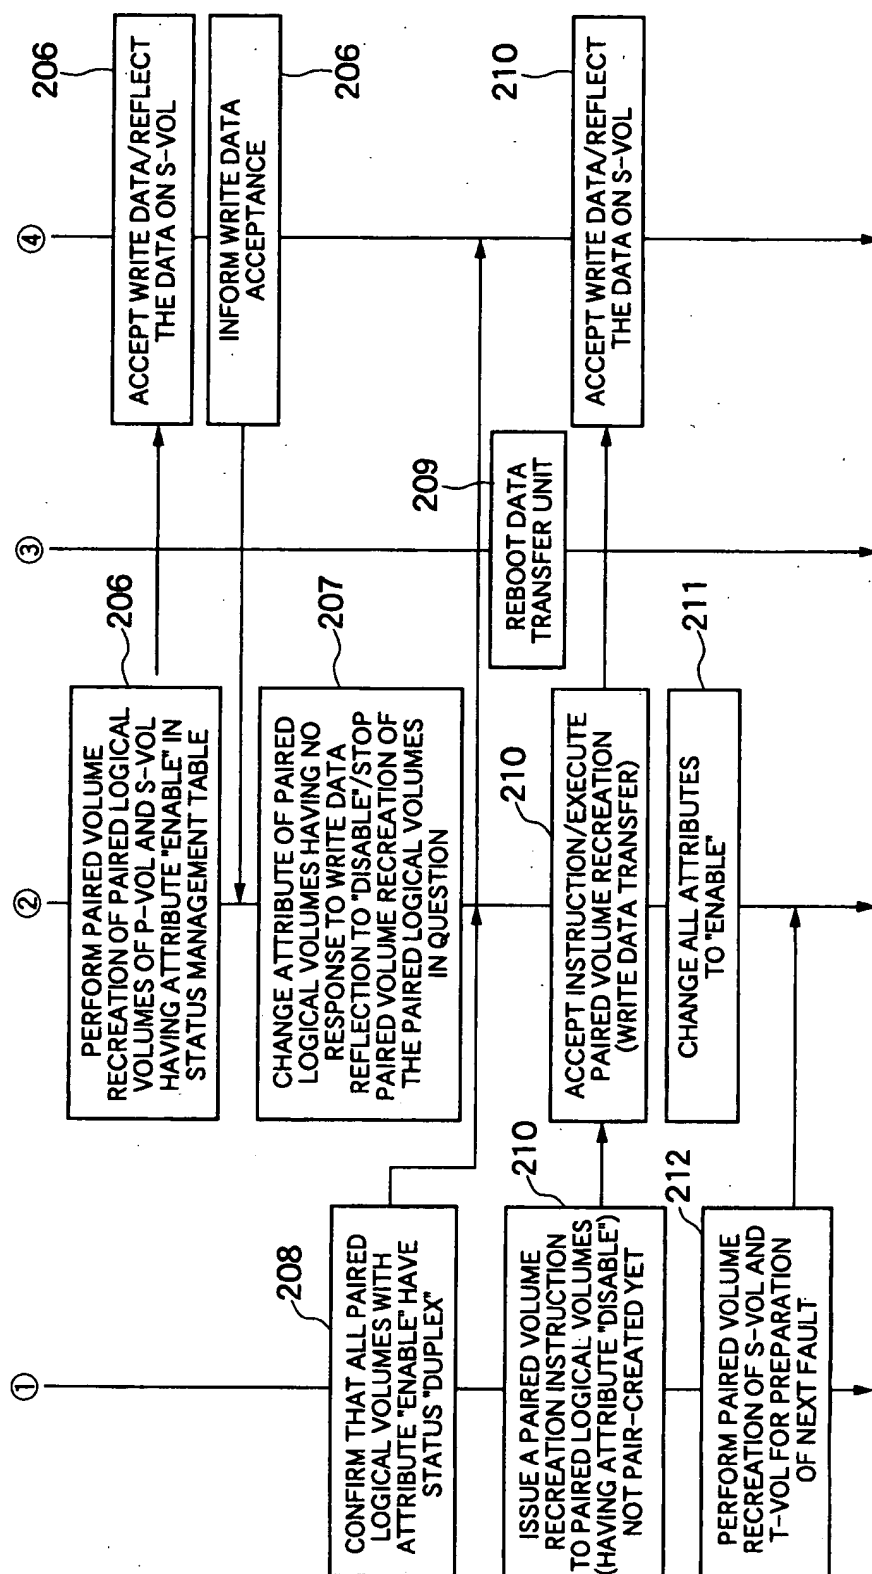 ①
208
CONFIRM THAT ALL PAIRED
LOGICAL VOLUMES WITH
ATTRIBUTE "ENABLE" HAVE
STATUS "DUPLEX"
210
ISSUE A PAIRED VOLUME
RECREATION INSTRUCTION
TO PAIRED LOGICAL VOLUMES
(HAVING ATTRIBUTE "DISABLE")
NOT PAIR-CREATED YET
212
PERFORM PAIRED VOLUME
RECREATION OF S-VOL AND
T-VOL FOR PREPARATION
OF NEXT FAULT
②
206
PERFORM PAIRED VOLUME
RECREATION OF PAIRED LOGICAL
VOLUMES OF P-VOL AND S-VOL
HAVING ATTRIBUTE "ENABLE" IN
STATUS MANAGEMENT TABLE
207
CHANGE ATTRIBUTE OF PAIRED
LOGICAL VOLUMES HAVING NO
RESPONSE TO WRITE DATA
REFLECTION TO "DISABLE"/STOP
PAIRED VOLUME RECREATION OF
THE PAIRED LOGICAL VOLUMES
IN QUESTION
210
ACCEPT INSTRUCTION/EXECUTE
PAIRED VOLUME RECREATION
(WRITE DATA TRANSFER)
211
CHANGE ALL ATTRIBUTES
TO "ENABLE"
③
209
REBOOT DATA
TRANSFER UNIT
④
206
ACCEPT WRITE DATA/REFLECT
THE DATA ON S-VOL
206
INFORM WRITE DATA
ACCEPTANCE
210
ACCEPT WRITE DATA/REFLECT
THE DATA ON S-VOL